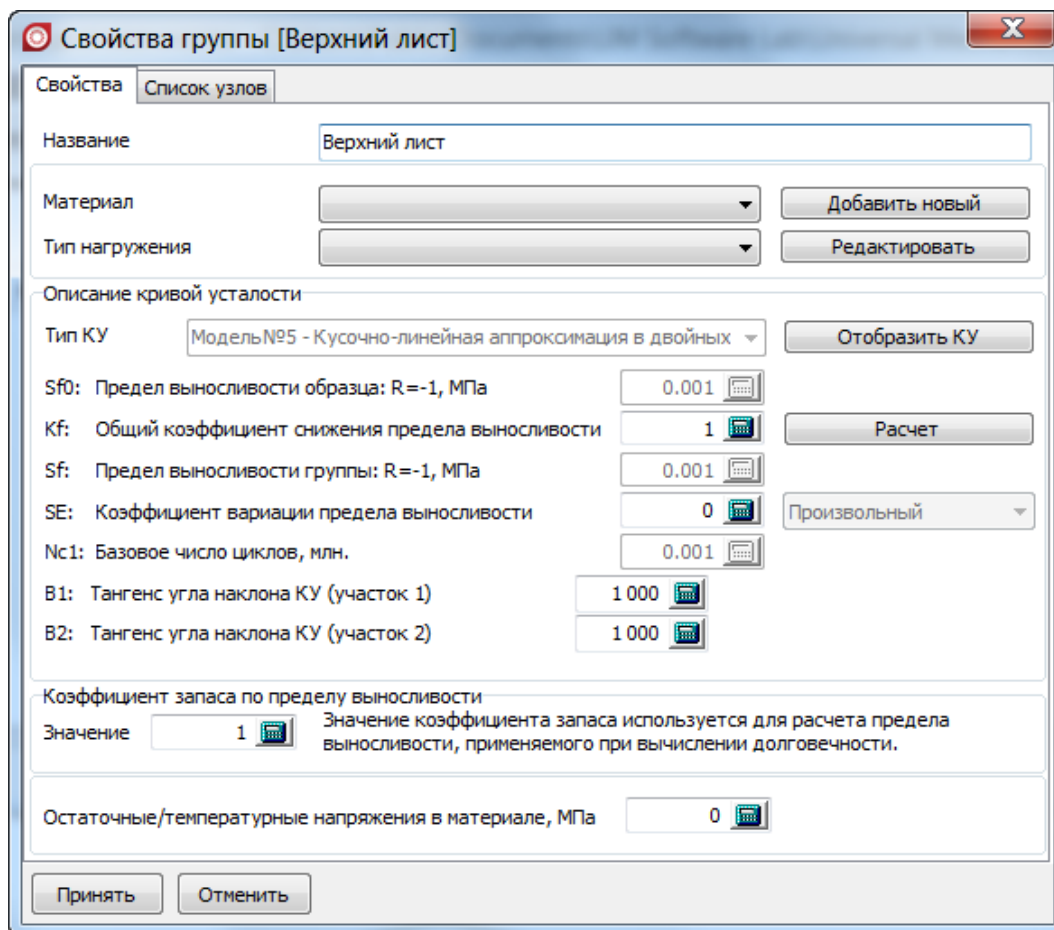 Свойства группы [Верхний лист]
Свойства
Список узлов
Название
Верхний лист
Материал
Добавить новый
Тип нагружения
Редактировать
Описание кривой усталости
Тип КУ
Модель№5 - Кусочно-линейная аппроксимация в двойных
Отобразить КУ
Sf0: Предел выносливости образца: R=-1, МПа 0.001
Kf: Общий коэффициент снижения предела выносливости 1
Расчет
Sf: Предел выносливости группы: R=-1, МПа 0.001
SE: Коэффициент вариации предела выносливости 0
Произвольный
Nc1: Базовое число циклов, млн. 0.001
B1: Тангенс угла наклона КУ (участок 1) 1 000
B2: Тангенс угла наклона КУ (участок 2) 1 000
Коэффициент запаса по пределу выносливости
Значение 1
Значение коэффициента запаса используется для расчета предела
выносливости, применяемого при вычислении долговечности.
Остаточные/температурные напряжения в материале, МПа 0
Принять
Отменить